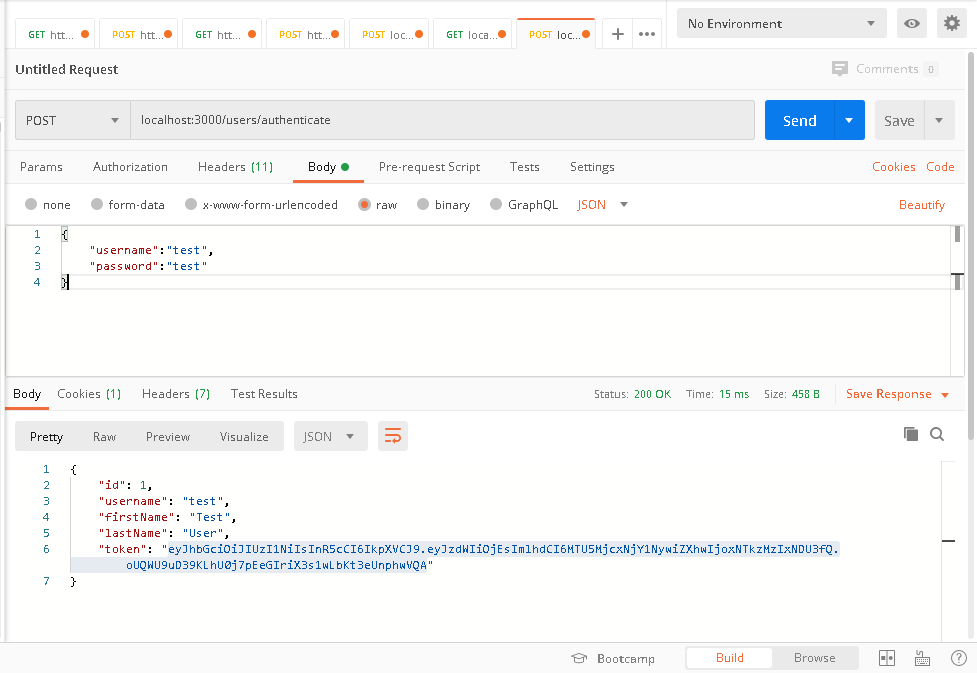 GET htt... POST htt... GET htt... POST htt... POST loc... GET loca... POST loc... + ••• No Environment
Untitled Request Comments 0
POST localhost:3000/users/authenticate Send Save
Params Authorization Headers (11) Body Pre-request Script Tests Settings Cookies Code
none form-data x-www-form-urlencoded raw binary GraphQL JSON Beautify
1 {
2 "username":"test",
3 "password":"test"
4 }
Body Cookies (1) Headers (7) Test Results Status: 200 OK Time: 15 ms Size: 458 B Save Response
Pretty Raw Preview Visualize JSON
1 {
2 "id": 1,
3 "username": "test",
4 "firstName": "Test",
5 "lastName": "User",
6 "token": "eyJhbGciOiJIUzI1NiIsInR5cCI6IkpXVCJ9.eyJzdWIiOjEsImlhdCI6MTU5MjcxNjY1NywiZXhwIjoxNTkzMzIxNDU3fQ.
oUQWU9uD39KLhU0j7pEeGIriX3s1wLbKt3eUnphwVQA"
7 }
Bootcamp Build Browse ?